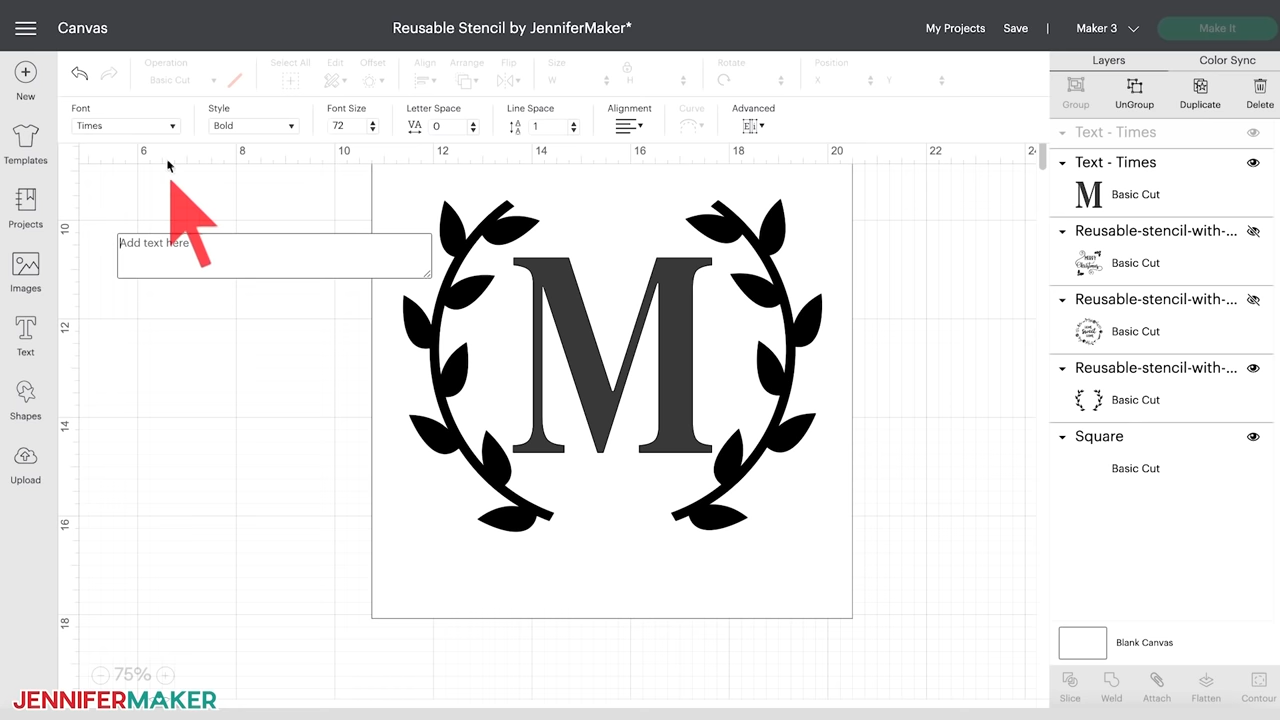 Canvas
Reusable Stencil by JenniferMaker*
My Projects Save | Maker 3 Make It
Operation Select All Edit Offset Align Arrange Flip Size Rotate Position
Basic Cut W H X Y
New
Font Style Font Size Letter Space Line Space Alignment Curve Advanced
Times Bold 72 VA 0 1
6 8 10 12 14 16 18 20 22 24
10
12
14
16
18
Templates
Projects
Images
Text
Shapes
Upload
Add text here
M
75%
JENNIFERMAKER
Layers Color Sync
Group UnGroup Duplicate Delete
Text - Times
Text - Times
M Basic Cut
Reusable-stencil-with-...
Basic Cut
Reusable-stencil-with-...
Basic Cut
Reusable-stencil-with-...
Basic Cut
Square
Basic Cut
Blank Canvas
Slice Weld Attach Flatten Contour